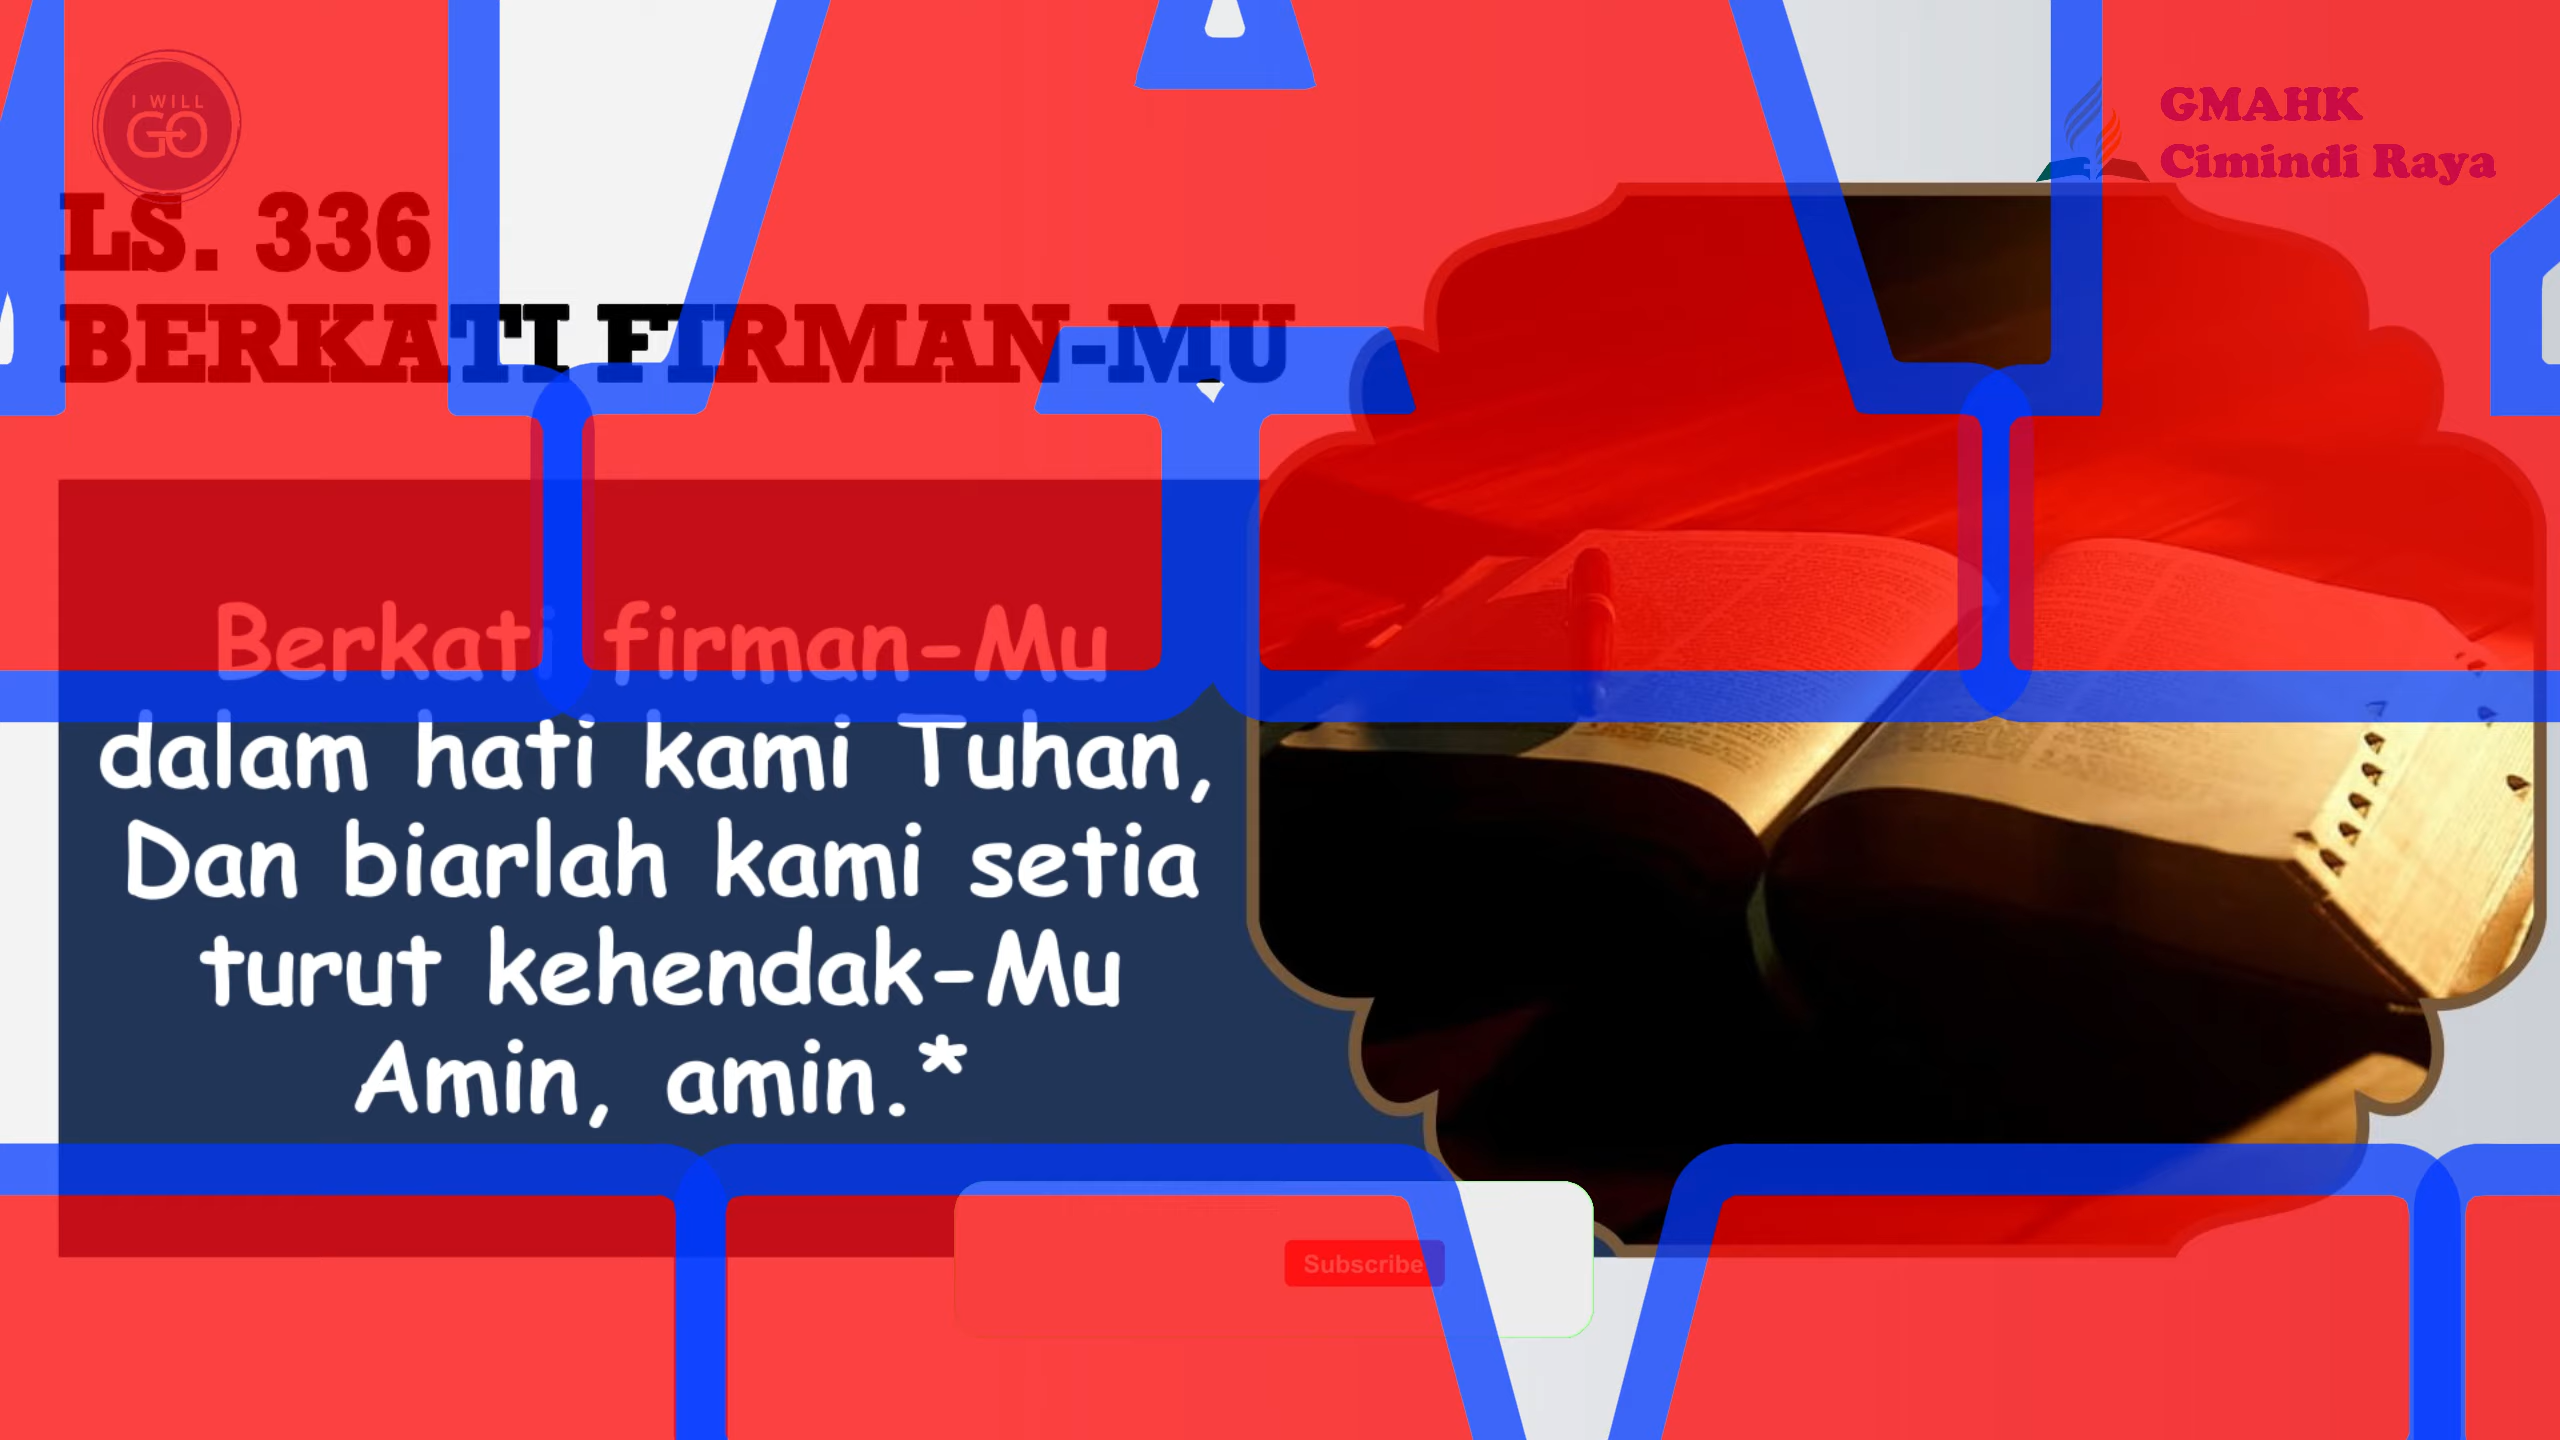 I WILL
GO
GMAHK
Cimindi Raya
LS. 336
BERKATI FIRMAN-MU
Berkati firman-Mu
dalam hati kami Tuhan,
Dan biarlah kami setia
turut kehendak-Mu
Amin, amin.*
Subscribe